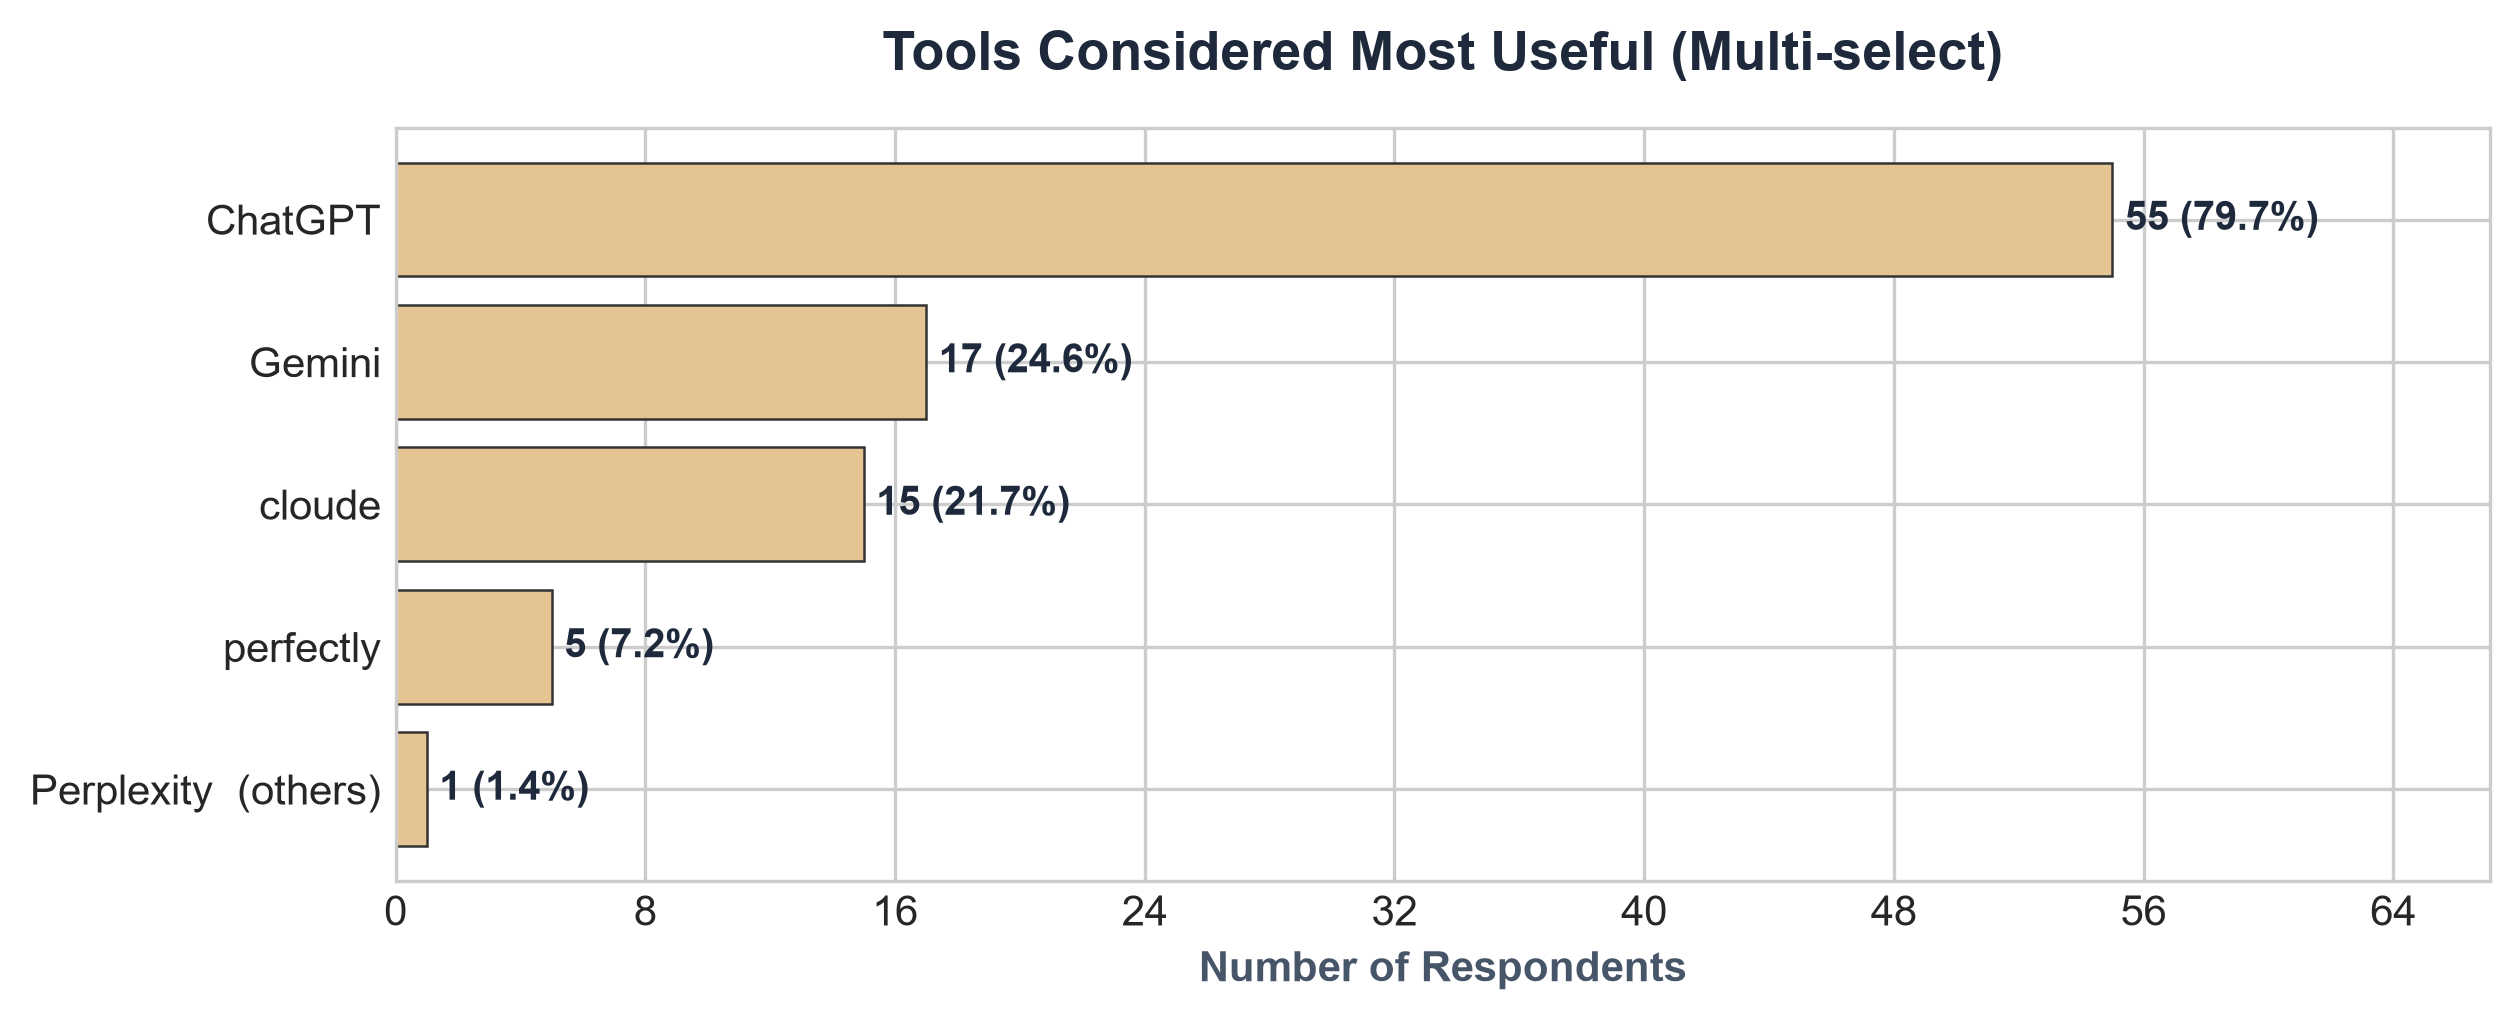 Tools Considered Most Useful (Multi-select)
ChatGPT
55 (79.7%)
Gemini
17 (24.6%)
cloude
15 (21.7%)
perfectly
5 (7.2%)
Perplexity (others)
1 (1.4%)
0 8 16 24 32 40 48 56 64
Number of Respondents